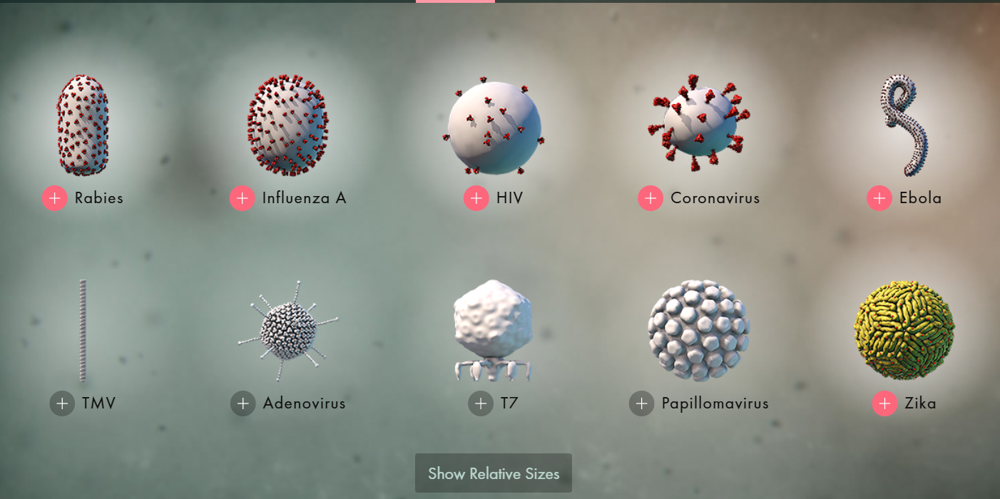 Rabies
Influenza A
HIV
Coronavirus
Ebola
TMV
Adenovirus
T7
Papillomavirus
Zika
Show Relative Sizes